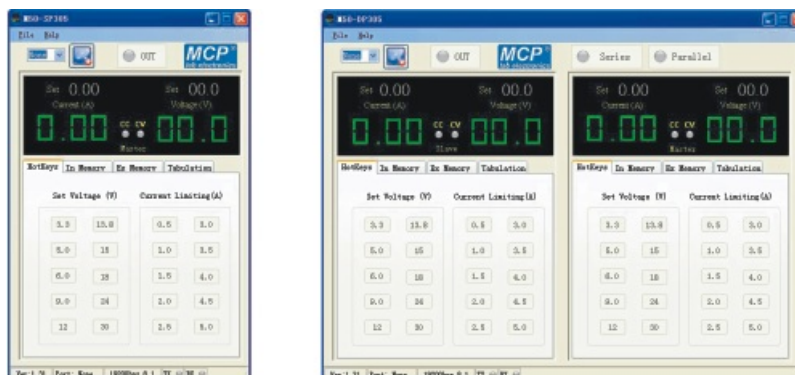 M50-SP305
File Help
None OUT MCP
lab electronics
Set 0.00 Set 00.0
Current(A) Voltage(V)
0.00 CC CV 00.0
Master
HotKeys In Memory Ex Memory Tabulation
Set Voltage (V) Current Limiting(A)
3.3 13.8 0.5 3.0
5.0 15 1.0 3.5
6.0 18 1.5 4.0
9.0 24 2.0 4.5
12 30 2.5 5.0
Port: None
M50-DP305
File Help
None OUT MCP
lab electronics
Series Parallel
Set 0.00 Set 00.0
Current(A) Voltage(V)
0.00 CC CV 00.0
Slave
HotKeys In Memory Ex Memory Tabulation
Set Voltage (V) Current Limiting(A)
3.3 13.8 0.5 3.0
5.0 15 1.0 3.5
6.0 18 1.5 4.0
9.0 24 2.0 4.5
12 30 2.5 5.0
Set 0.00 Set 00.0
Current(A) Voltage(V)
0.00 CC CV 00.0
Master
HotKeys In Memory Ex Memory Tabulation
Set Voltage (V) Current Limiting(A)
3.3 13.8 0.5 3.0
5.0 15 1.0 3.5
6.0 18 1.5 4.0
9.0 24 2.0 4.5
12 30 2.5 5.0
Port: None